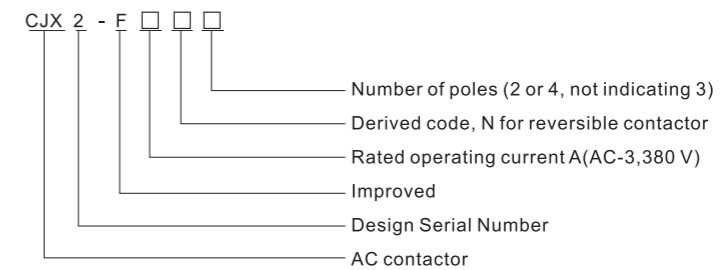 CJX 2 - F □ □ □
Number of poles (2 or 4, not indicating 3)
Derived code, N for reversible contactor
Rated operating current A(AC-3,380 V)
Improved
Design Serial Number
AC contactor